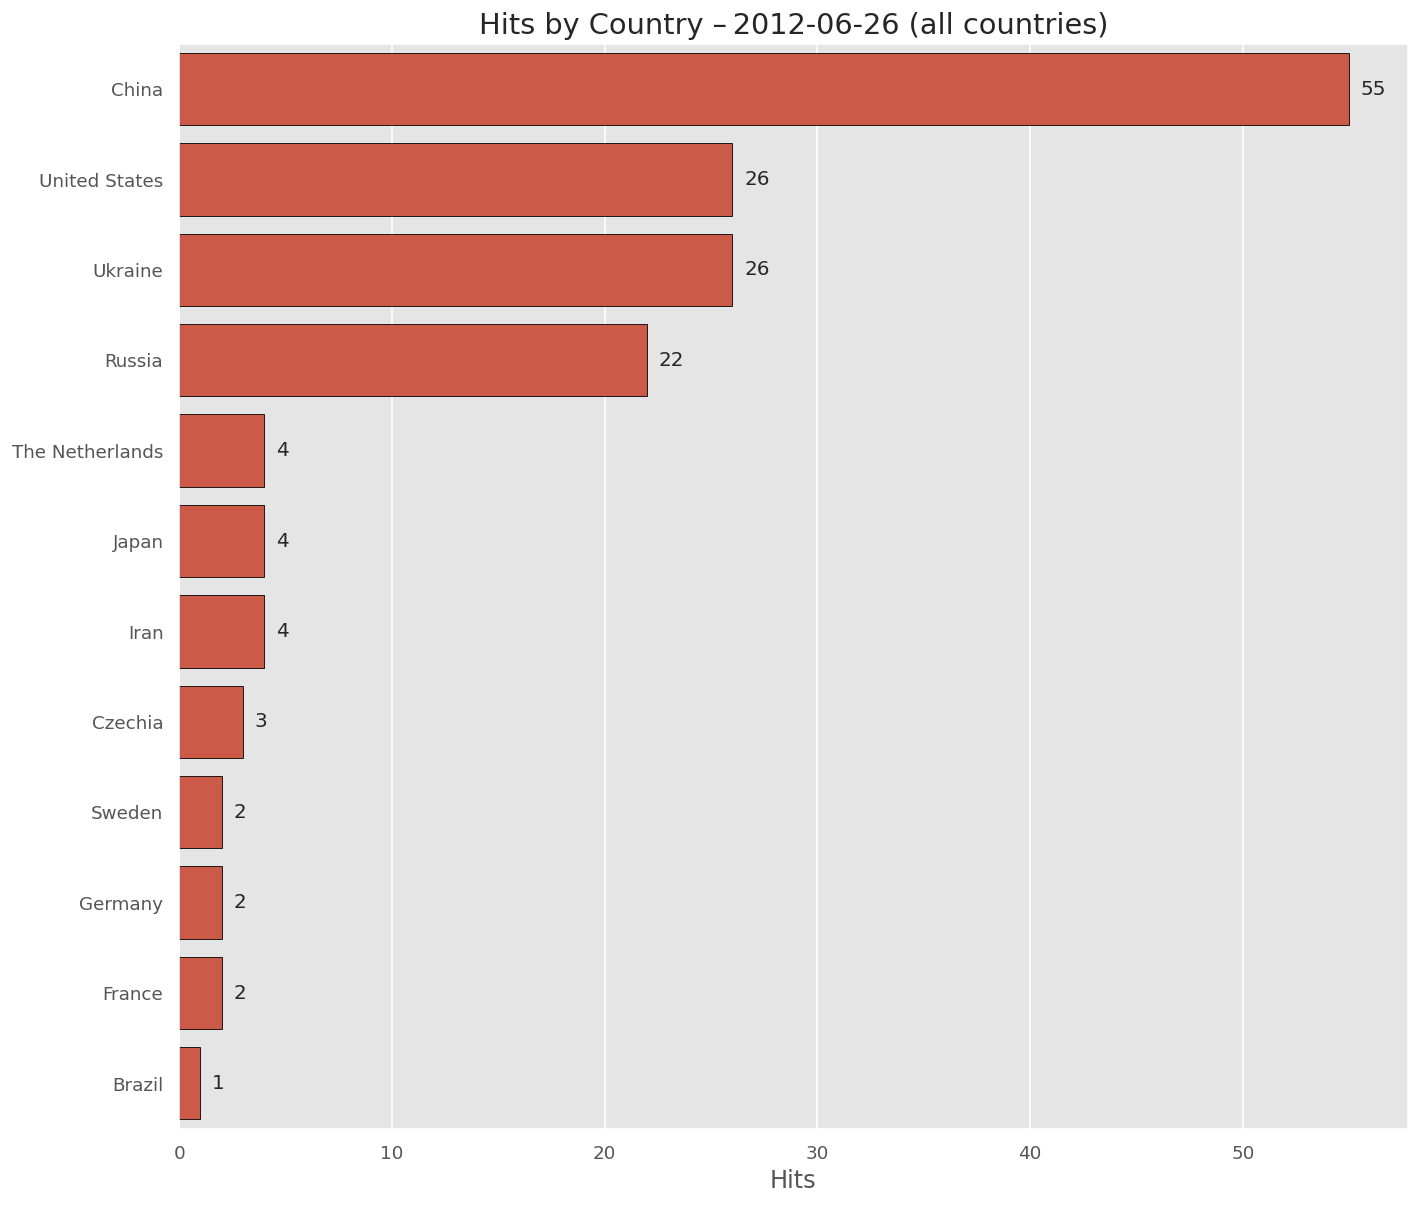 Hits by Country – 2012-06-26 (all countries)
China 55
United States 26
Ukraine 26
Russia 22
The Netherlands 4
Japan 4
Iran 4
Czechia 3
Sweden 2
Germany 2
France 2
Brazil 1
0 10 20 30 40 50
Hits